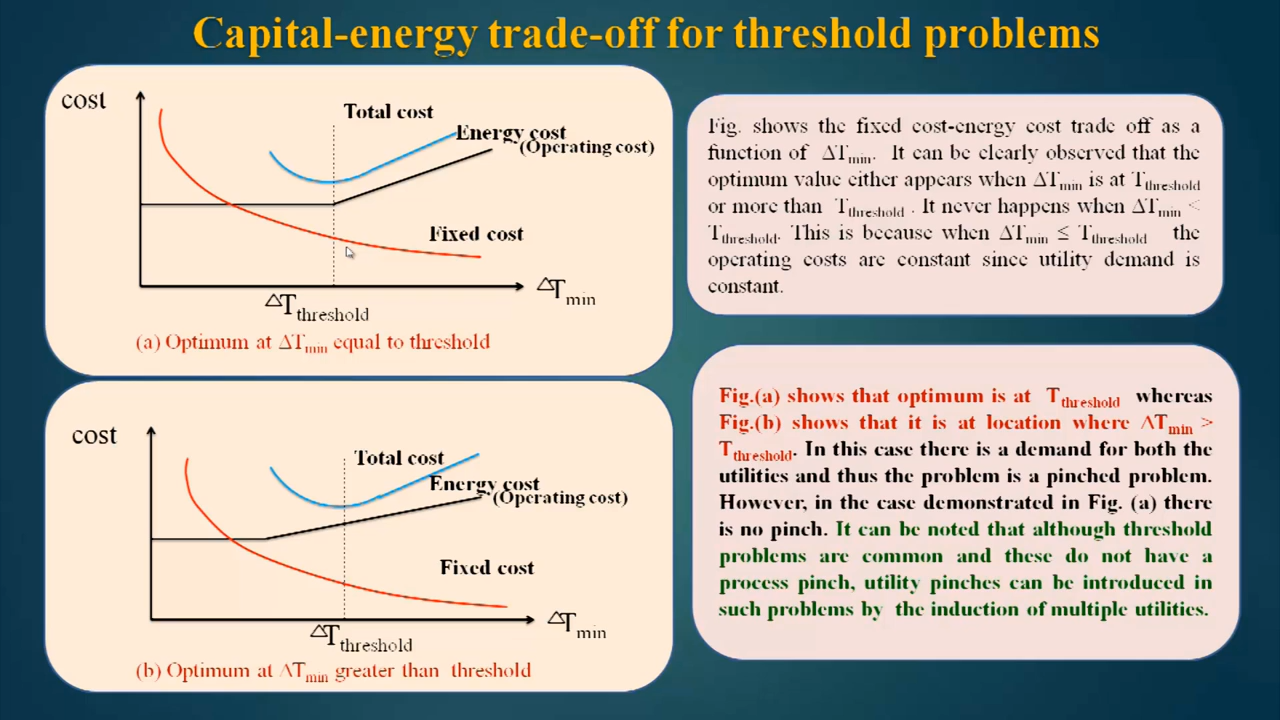 Capital-energy trade-off for threshold problems
cost
Total cost
Energy cost
(Operating cost)
Fixed cost
ΔTmin
ΔTthreshold
(a) Optimum at ΔTmin equal to threshold
cost
Total cost
Energy cost
(Operating cost)
Fixed cost
ΔTmin
ΔTthreshold
(b) Optimum at ΔTmin greater than threshold
Fig. shows the fixed cost-energy cost trade off as a
function of ΔTmin. It can be clearly observed that the
optimum value either appears when ΔTmin is at Tthreshold
or more than Tthreshold . It never happens when ΔTmin <
Tthreshold. This is because when ΔTmin ≤ Tthreshold the
operating costs are constant since utility demand is
constant.
Fig.(a) shows that optimum is at Tthreshold whereas
Fig.(b) shows that it is at location where ΔTmin >
Tthreshold. In this case there is a demand for both the
utilities and thus the problem is a pinched problem.
However, in the case demonstrated in Fig. (a) there
is no pinch. It can be noted that although threshold
problems are common and these do not have a
process pinch, utility pinches can be introduced in
such problems by the induction of multiple utilities.